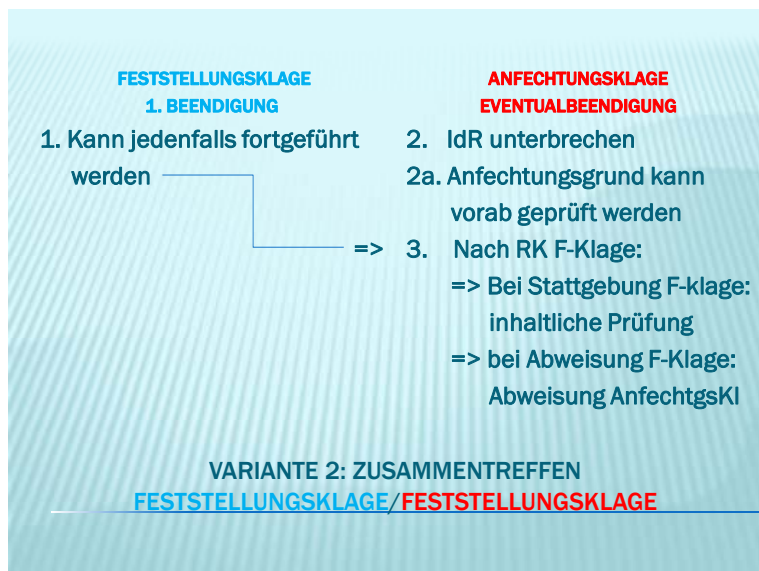 FESTSTELLUNGSKLAGE
1. BEENDIGUNG
1. Kann jedenfalls fortgeführt
werden
ANFECHTUNGSKLAGE
EVENTUALBEENDIGUNG
2. IdR unterbrechen
2a. Anfechtungsgrund kann
vorab geprüft werden
=> 3. Nach RK F-Klage:
=> Bei Stattgebung F-klage:
inhaltliche Prüfung
=> bei Abweisung F-Klage:
Abweisung AnfechtgsKl
VARIANTE 2: ZUSAMMENTREFFEN
FESTSTELLUNGSKLAGE/FESTSTELLUNGSKLAGE